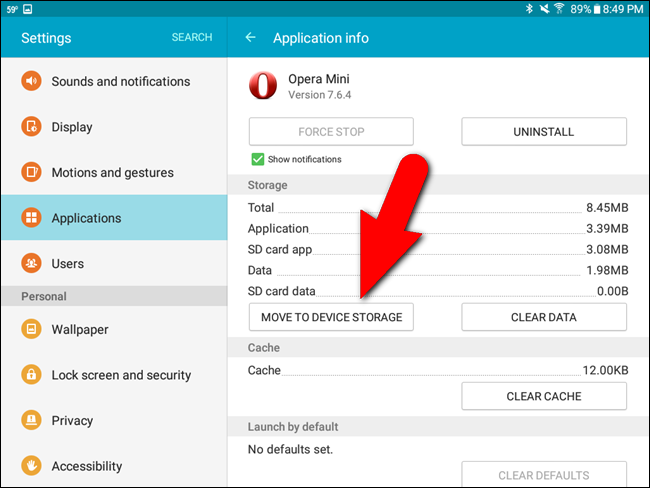 59° 89% 8:49 PM
Settings SEARCH
Application info
Sounds and notifications
Display
Motions and gestures
Applications
Users
Personal
Wallpaper
Lock screen and security
Privacy
Accessibility
Opera Mini
Version 7.6.4
FORCE STOP UNINSTALL
Show notifications
Storage
Total 8.45MB
Application 3.39MB
SD card app 3.08MB
Data 1.98MB
SD card data 0.00B
MOVE TO DEVICE STORAGE CLEAR DATA
Cache
Cache 12.00KB
CLEAR CACHE
Launch by default
No defaults set.
CLEAR DEFAULTS